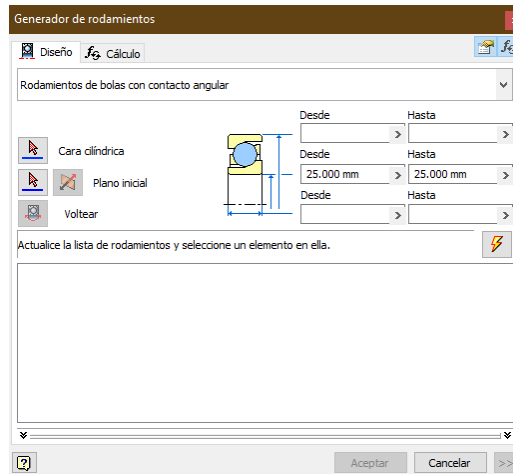 Generador de rodamientos
Diseño
Cálculo
Rodamientos de bolas con contacto angular
Desde Hasta
Cara cilíndrica
Desde Hasta
25.000 mm 25.000 mm
Plano inicial
Desde Hasta
Voltear
Actualice la lista de rodamientos y seleccione un elemento en ella.
Aceptar Cancelar >>